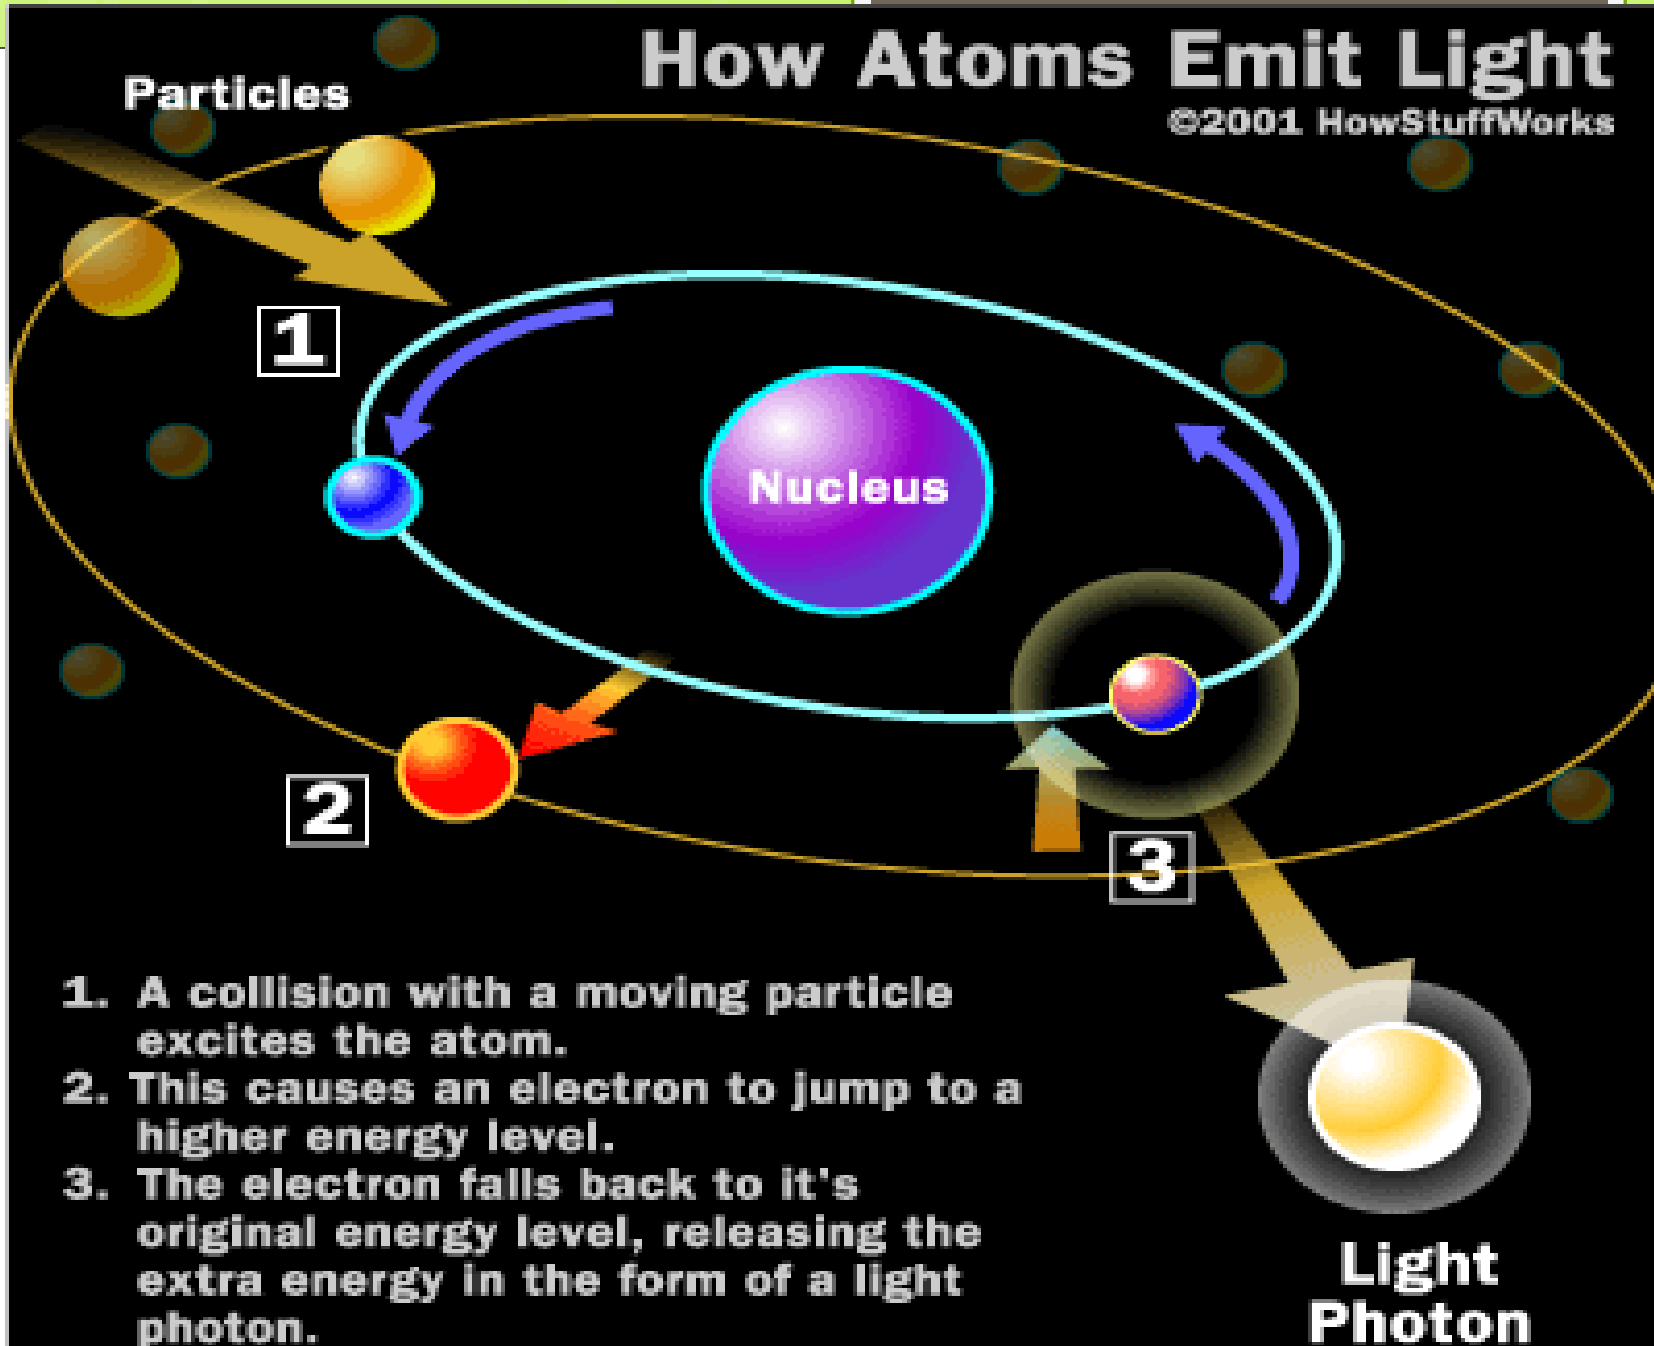 How Atoms Emit Light
©2001 HowStuffWorks
Particles
1
Nucleus
2
3
1. A collision with a moving particle
excites the atom.
2. This causes an electron to jump to a
higher energy level.
3. The electron falls back to it's
original energy level, releasing the
extra energy in the form of a light
photon.
Light
Photon